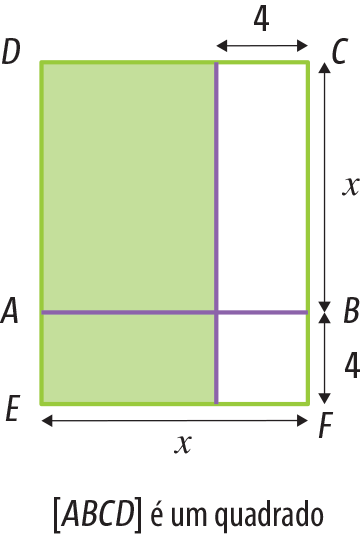 4
D C
x
A B
4
E F
x
[ABCD] é um quadrado